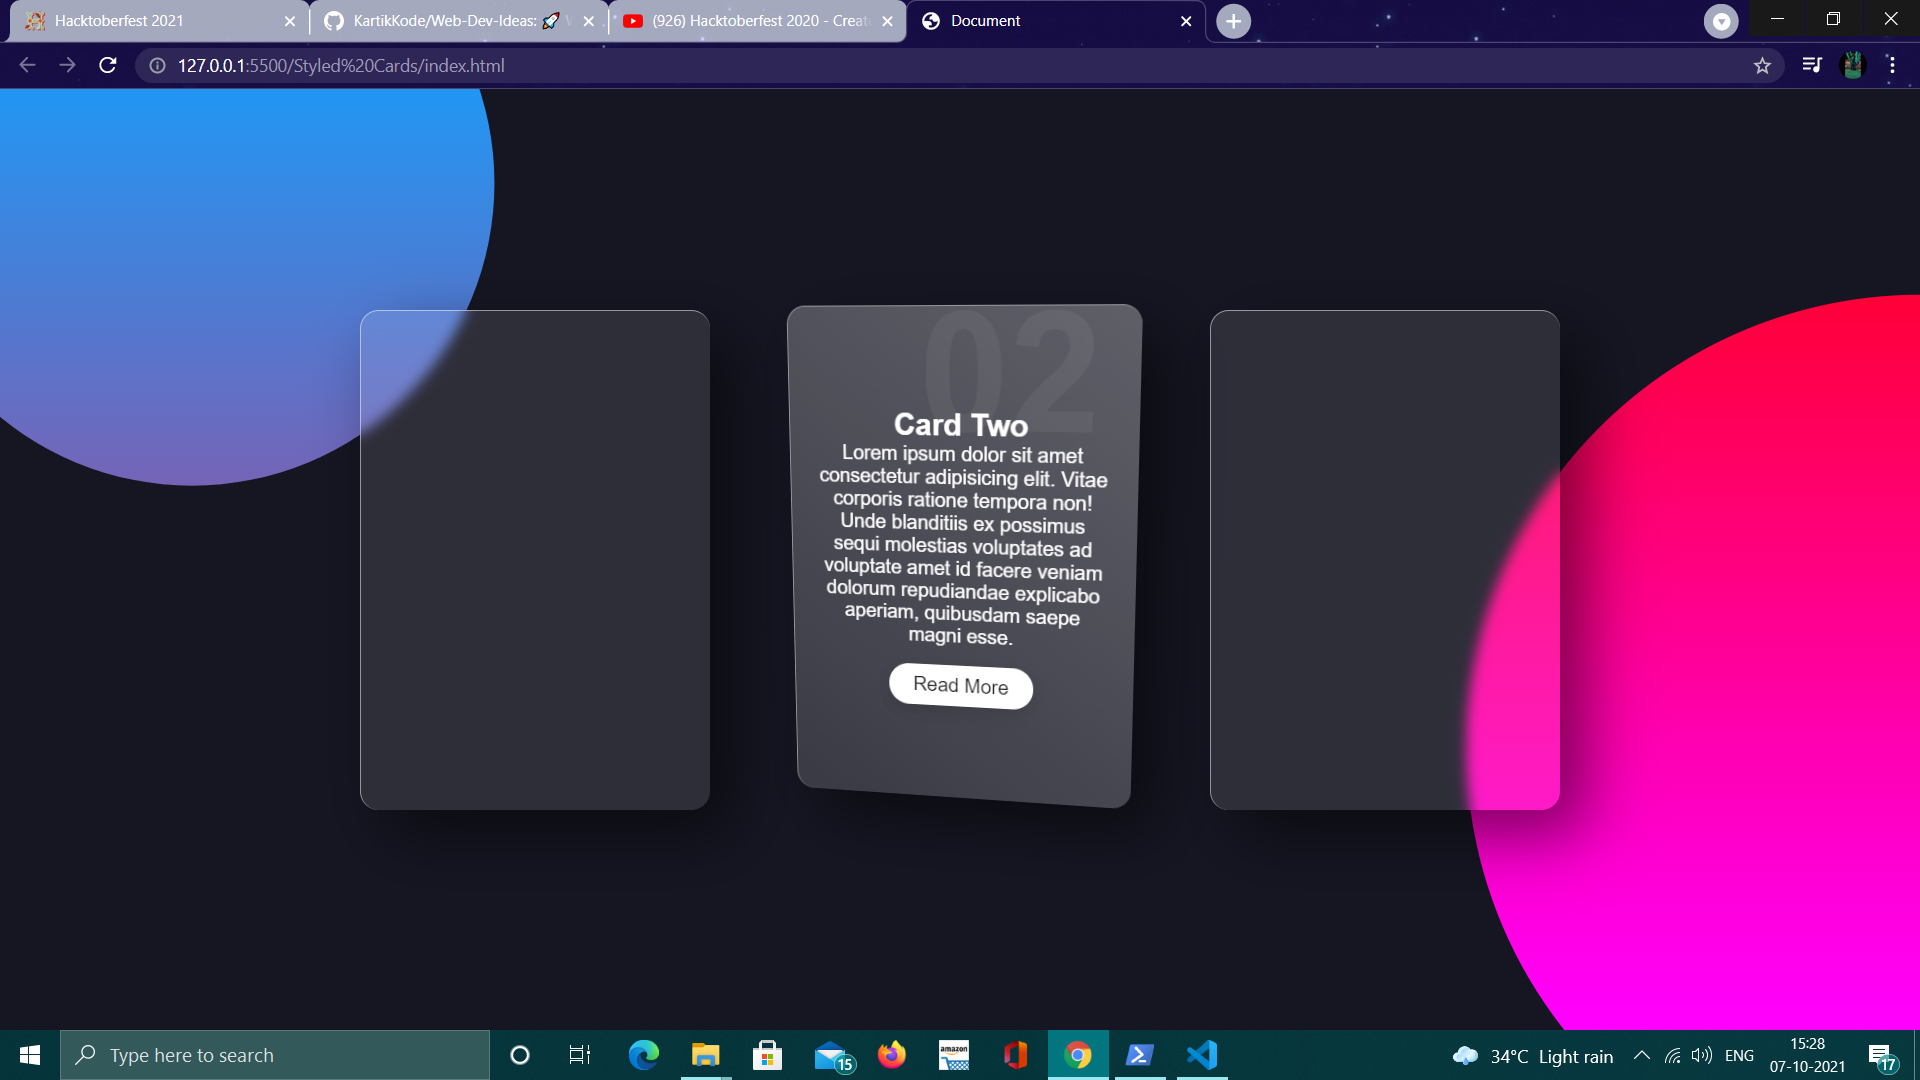 Hacktoberfest 2021
KartikKode/Web-Dev-Ideas: 🚀 W
(926) Hacktoberfest 2020 - Create
Document
127.0.0.1:5500/Styled%20Cards/index.html
02
Card Two
Lorem ipsum dolor sit amet
consectetur adipisicing elit. Vitae
corporis ratione tempora non!
Unde blanditiis ex possimus
sequi molestias voluptates ad
voluptate amet id facere veniam
dolorum repudiandae explicabo
aperiam, quibusdam saepe
magni esse.
Read More
Type here to search
15
amazon
34°C Light rain
ENG
15:28
07-10-2021
17